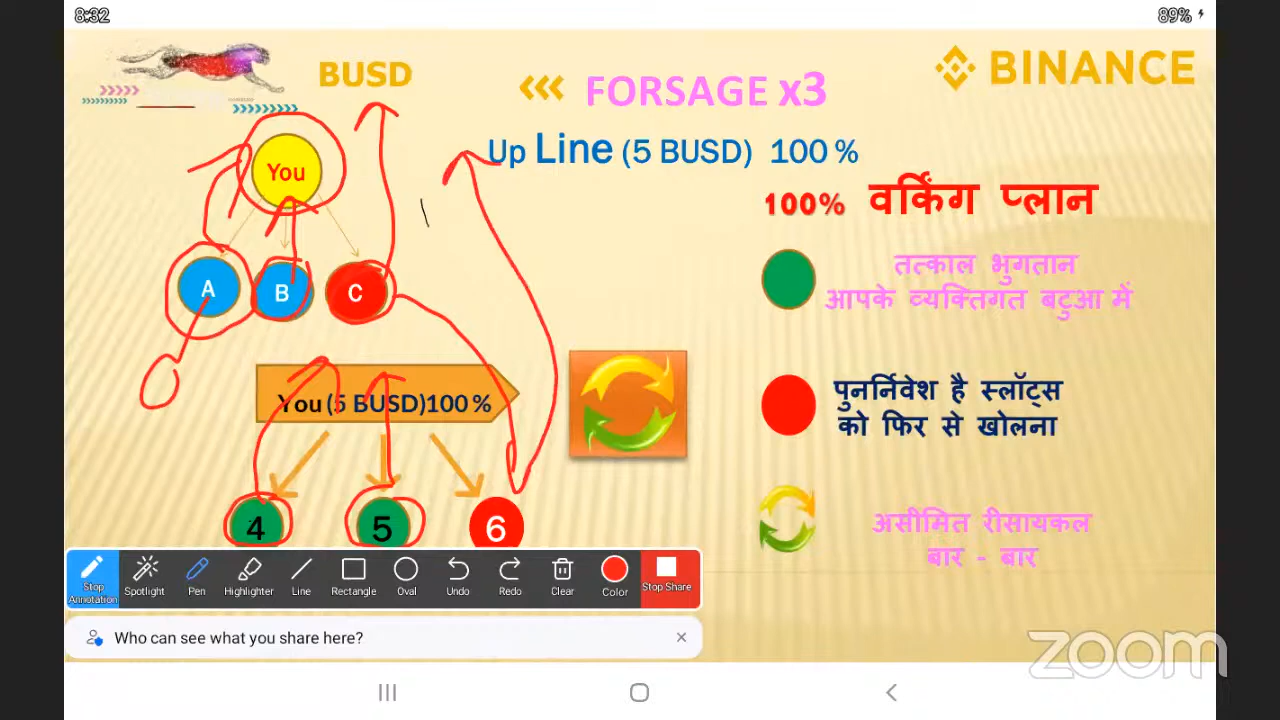 8:32
89%
BUSD
FORSAGE x3
BINANCE
Up Line (5 BUSD) 100 %
You
100% वर्किंग प्लान
तत्काल भुगतान
आपके व्यक्तिगत बटुआ में
A
B
C
पुनर्निवेश है स्लॉट्स
को फिर से खोलना
You (5 BUSD)100 %
4
5
6
असीमित रीसायकल
बार - बार
Stop Annotation
Spotlight
Pen
Highlighter
Line
Rectangle
Oval
Undo
Redo
Clear
Color
Stop Share
Who can see what you share here?
zoom